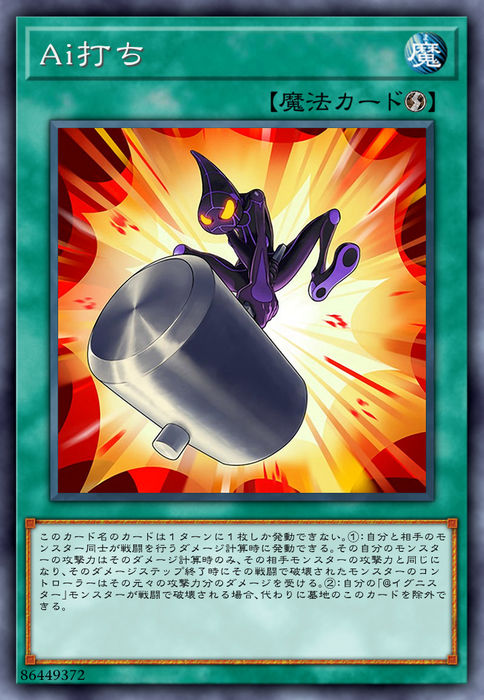 Ai打ち
魔
【魔法カード】
このカード名のカードは1ターンに1枚しか発動できない。①:自分と相手のモ
ンスター同士が戦闘を行うダメージ計算時に発動できる。その自分のモンスター
の攻撃力はそのダメージ計算時のみ、その相手モンスターの攻撃力と同じに
なり、そのダメージステップ終了時にその戦闘で破壊されたモンスターのコン
トローラーはその元々の攻撃力分のダメージを受ける。②:自分の「@イグニス
ター」モンスターが戦闘で破壊される場合、代わりに墓地のこのカードを除外で
きる。
86449372